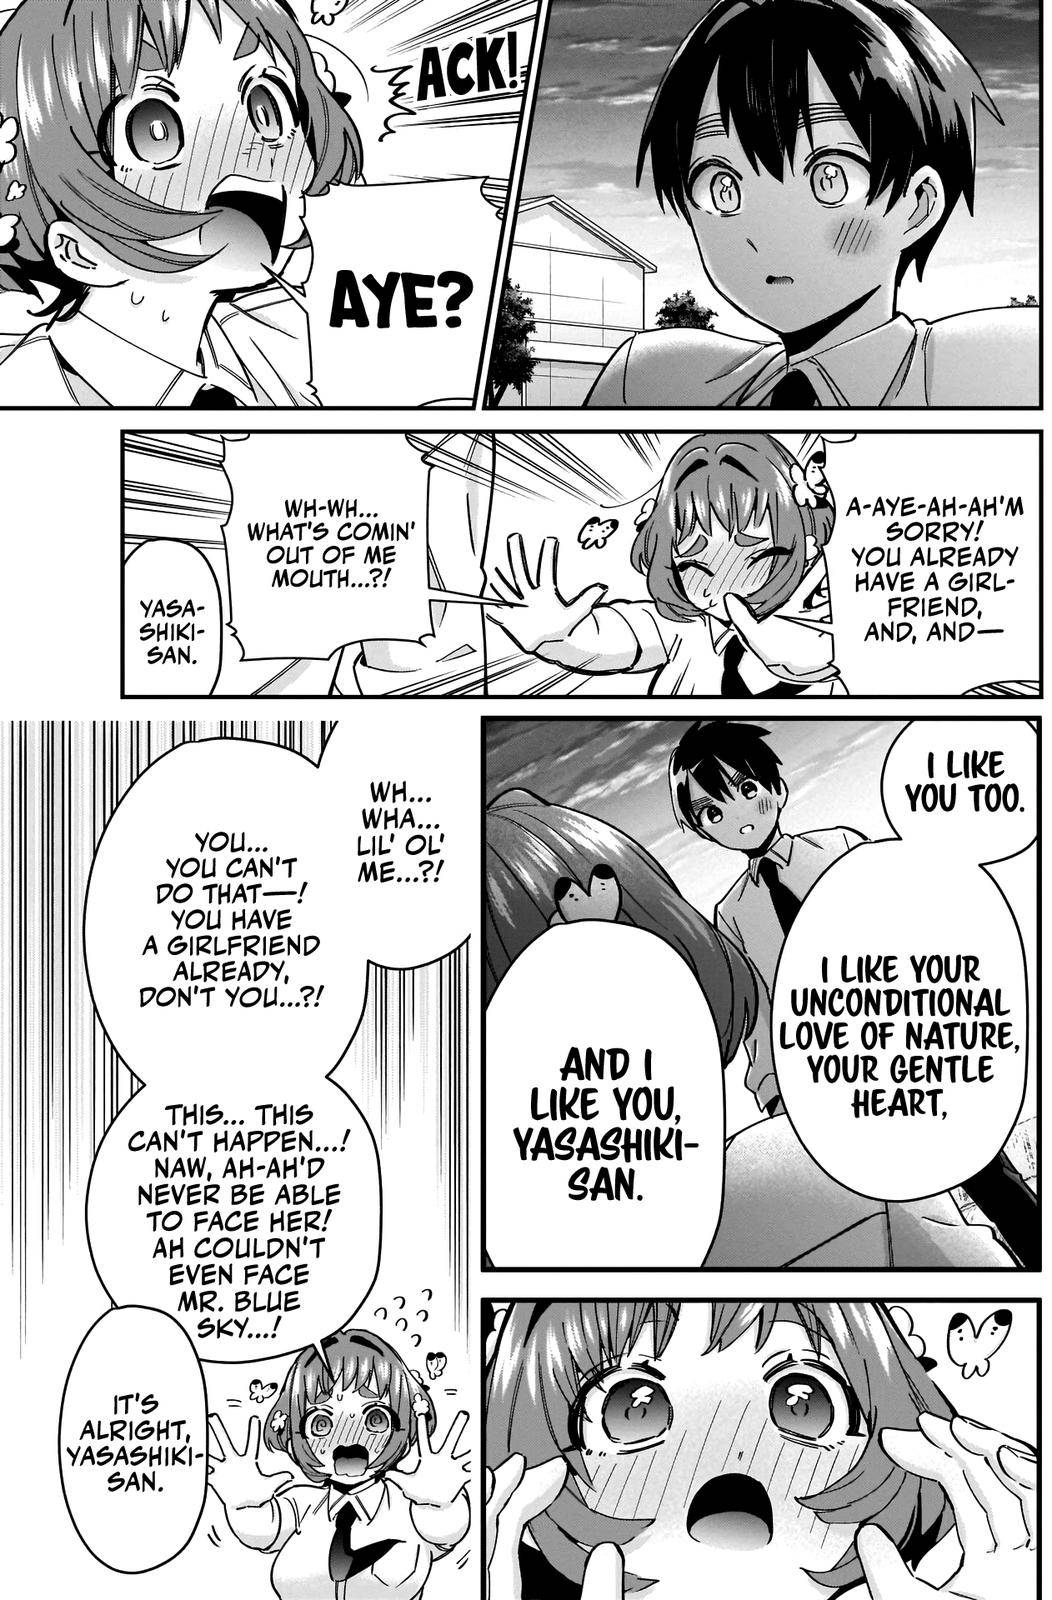 ACK!
AYE?
A-AYE-AH-AH'M
SORRY!
YOU ALREADY
HAVE A GIRL-
FRIEND,
AND, AND—
WH-WH...
WHAT'S COMIN'
OUT OF ME
MOUTH...?!
YASA-
SHIKI-
SAN.
I LIKE
YOU TOO.
I LIKE YOUR
UNCONDITIONAL
LOVE OF NATURE,
YOUR GENTLE
HEART,
AND I
LIKE YOU,
YASASHIKI-
SAN.
WH...
WHA...
LIL' OL'
ME...?!
YOU...
YOU CAN'T
DO THAT—!
YOU HAVE
A GIRLFRIEND
ALREADY,
DON'T YOU...?!
THIS... THIS
CAN'T HAPPEN...!
NAW, AH-AH'D
NEVER BE ABLE
TO FACE HER!
AH COULDN'T
EVEN FACE
MR. BLUE
SKY...!
IT'S
ALRIGHT,
YASASHIKI-
SAN.